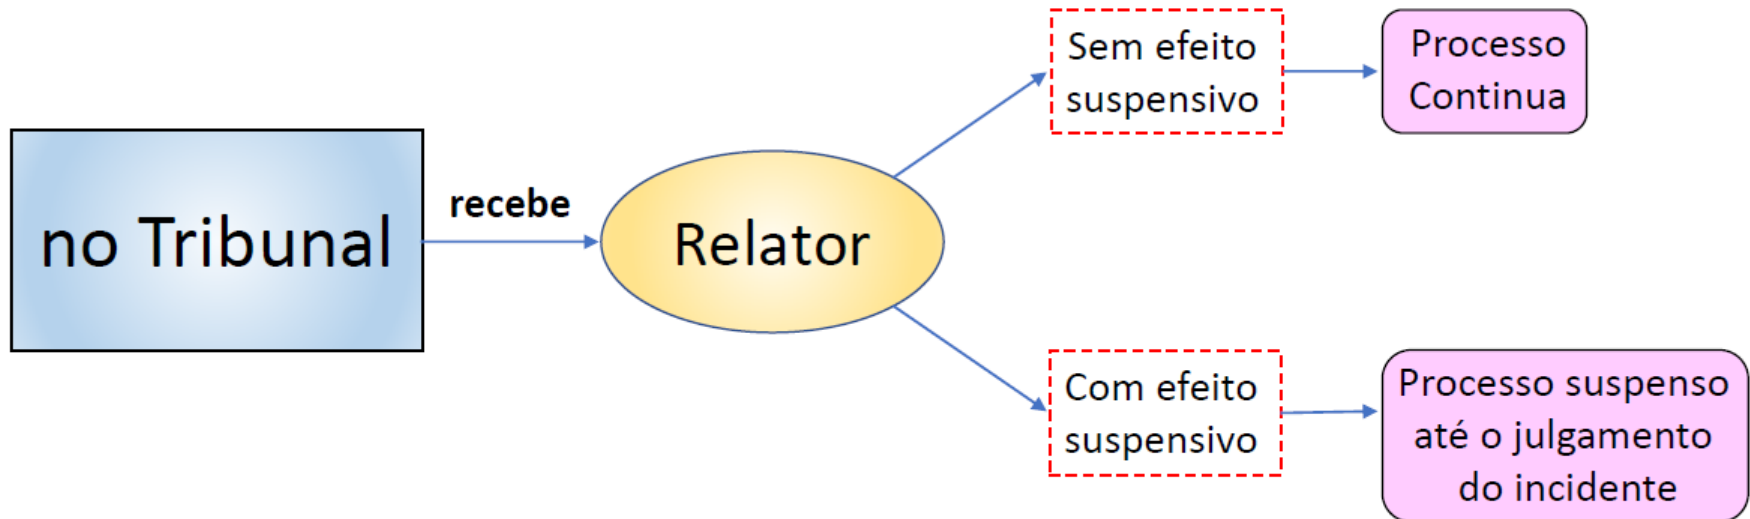 no Tribunal
recebe
Relator
Sem efeito
suspensivo
Processo
Continua
Com efeito
suspensivo
Processo suspenso
até o julgamento
do incidente